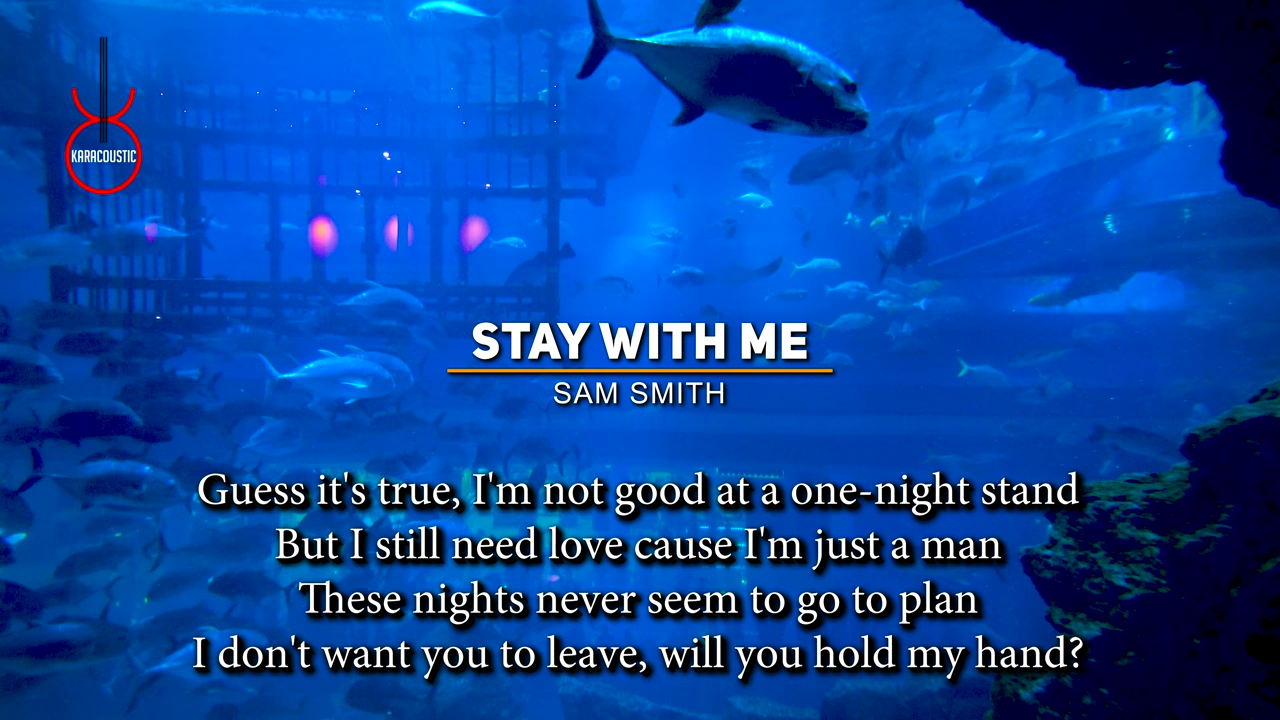 KARACOUSTIC
STAY WITH ME
SAM SMITH
Guess it's true, I'm not good at a one-night stand
But I still need love cause I'm just a man
These nights never seem to go to plan
I don't want you to leave, will you hold my hand?